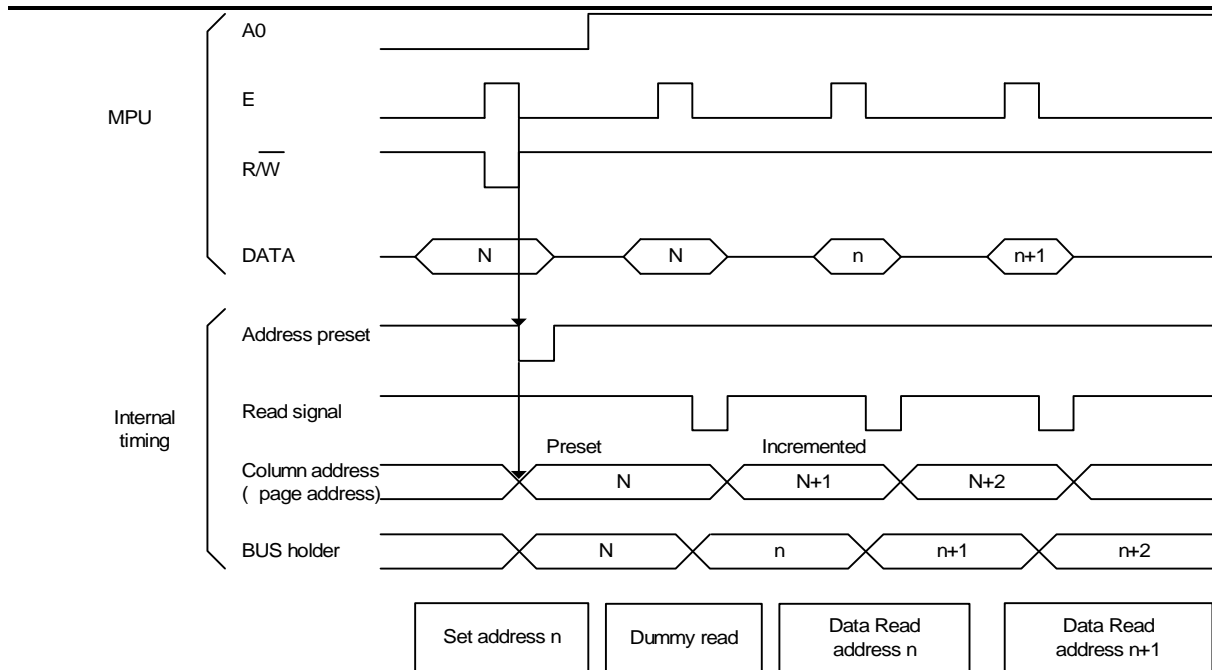 A0
E
MPU
R/W
DATA
N
N
n
n+1
Address preset
Read signal
Internal
timing
Preset
Incremented
Column address
( page address)
N
N+1
N+2
BUS holder
N
n
n+1
n+2
Set address n
Dummy read
Data Read
address n
Data Read
address n+1